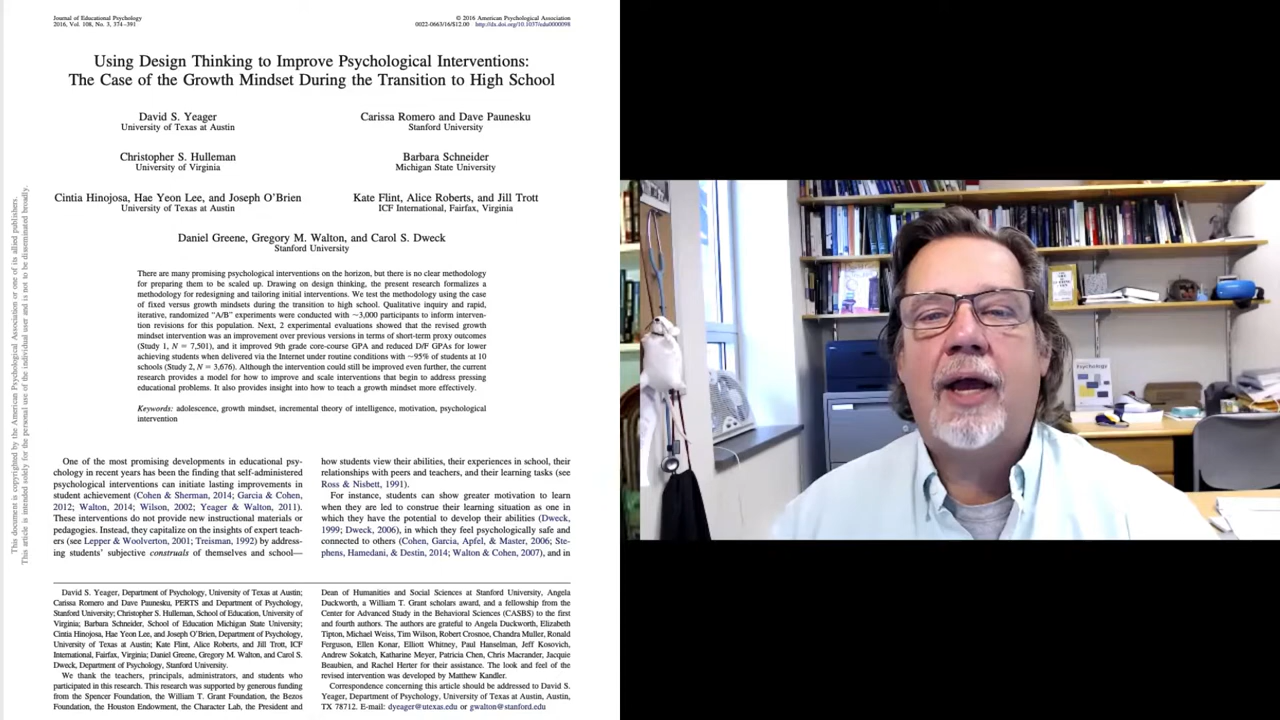 Journal of Educational Psychology
2016, Vol. 108, No. 3, 374–391
© 2016 American Psychological Association
0022-0663/16/$12.00 http://dx.doi.org/10.1037/edu0000098
Using Design Thinking to Improve Psychological Interventions:
The Case of the Growth Mindset During the Transition to High School
David S. Yeager
University of Texas at Austin
Carissa Romero and Dave Paunesku
Stanford University
Christopher S. Hulleman
University of Virginia
Barbara Schneider
Michigan State University
Cintia Hinojosa, Hae Yeon Lee, and Joseph O'Brien
University of Texas at Austin
Kate Flint, Alice Roberts, and Jill Trott
ICF International, Fairfax, Virginia
Daniel Greene, Gregory M. Walton, and Carol S. Dweck
Stanford University
There are many promising psychological interventions on the horizon, but there is no clear methodology
for preparing them to be scaled up. Drawing on design thinking, the present research formalizes a
methodology for redesigning and tailoring initial interventions. We test the methodology using the case
of fixed versus growth mindsets during the transition to high school. Qualitative inquiry and rapid,
iterative, randomized "A/B" experiments were conducted with ~3,000 participants to inform interven-
tion revisions for this population. Next, 2 experimental evaluations showed that the revised growth
mindset intervention was an improvement over previous versions in terms of short-term proxy outcomes
(Study 1, N = 7,501), and it improved 9th grade core-course GPA and reduced D/F GPAs for lower
achieving students when delivered via the Internet under routine conditions with ~95% of students at 10
schools (Study 2, N = 3,676). Although the intervention could still be improved even further, the current
research provides a model for how to improve and scale interventions that begin to address pressing
educational problems. It also provides insight into how to teach a growth mindset more effectively.
Keywords: adolescence, growth mindset, incremental theory of intelligence, motivation, psychological
intervention
One of the most promising developments in educational psy-
chology in recent years has been the finding that self-administered
psychological interventions can initiate lasting improvements in
student achievement (Cohen & Sherman, 2014; Garcia & Cohen,
2012; Walton, 2014; Wilson, 2002; Yeager & Walton, 2011).
These interventions do not provide new instructional materials or
pedagogies. Instead, they capitalize on the insights of expert teach-
ers (see Lepper & Woolverton, 2001; Treisman, 1992) by address-
ing students' subjective construals of themselves and school—
how students view their abilities, their experiences in school, their
relationships with peers and teachers, and their learning tasks (see
Ross & Nisbett, 1991).
For instance, students can show greater motivation to learn
when they are led to construe their learning situation as one in
which they have the potential to develop their abilities (Dweck,
1999; Dweck, 2006), in which they feel psychologically safe and
connected to others (Cohen, Garcia, Apfel, & Master, 2006; Ste-
phens, Hamedani, & Destin, 2014; Walton & Cohen, 2007), and in
David S. Yeager, Department of Psychology, University of Texas at Austin;
Carissa Romero and Dave Paunesku, PERTS and Department of Psychology,
Stanford University; Christopher S. Hulleman, School of Education, University of
Virginia; Barbara Schneider, School of Education Michigan State University;
Cintia Hinojosa, Hae Yeon Lee, and Joseph O'Brien, Department of Psychology,
University of Texas at Austin; Kate Flint, Alice Roberts, and Jill Trott, ICF
International, Fairfax, Virginia; Daniel Greene, Gregory M. Walton, and Carol S.
Dweck, Department of Psychology, Stanford University.
We thank the teachers, principals, administrators, and students who
participated in this research. This research was supported by generous funding
from the Spencer Foundation, the William T. Grant Foundation, the Bezos
Foundation, the Houston Endowment, the Character Lab, the President and
Dean of Humanities and Social Sciences at Stanford University, Angela
Duckworth, a William T. Grant scholars award, and a fellowship from the
Center for Advanced Study in the Behavioral Sciences (CASBS) to the first
and fourth authors. The authors are grateful to Angela Duckworth, Elizabeth
Tipton, Michael Weiss, Tim Wilson, Robert Crosnoe, Chandra Muller, Ronald
Ferguson, Ellen Konar, Elliott Whitney, Paul Hanselman, Jeff Kosovich,
Andrew Sokatch, Katharine Meyer, Patricia Chen, Chris Macrander, Jacquie
Beaubien, and Rachel Herter for their assistance. The look and feel of the
revised intervention was developed by Matthew Kandler.
Correspondence concerning this article should be addressed to David S.
Yeager, Department of Psychology, University of Texas at Austin, Austin,
TX 78712. E-mail: dyeager@utexas.edu or gwalton@stanford.edu
This document is copyrighted by the American Psychological Association or one of its allied publishers.
This article is intended solely for the personal use of the individual user and is not to be disseminated broadly.
Psychology